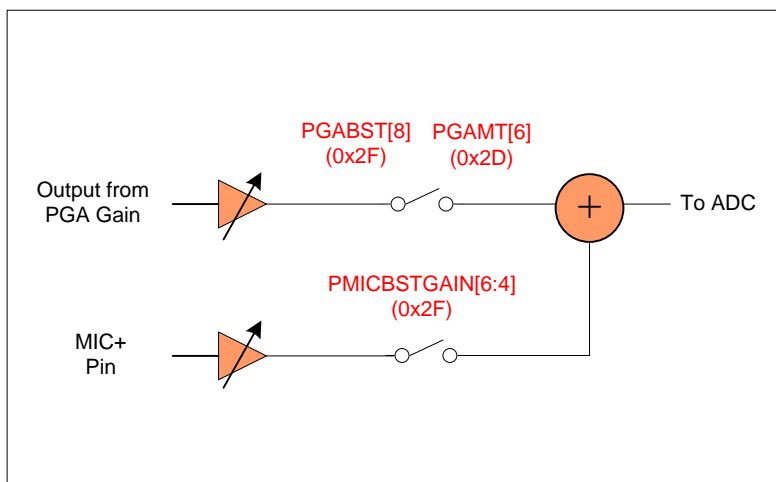 PGABST[8]
(0x2F)
PGAMT[6]
(0x2D)
Output from
PGA Gain
+
To ADC
PMICBSTGAIN[6:4]
(0x2F)
MIC+
Pin